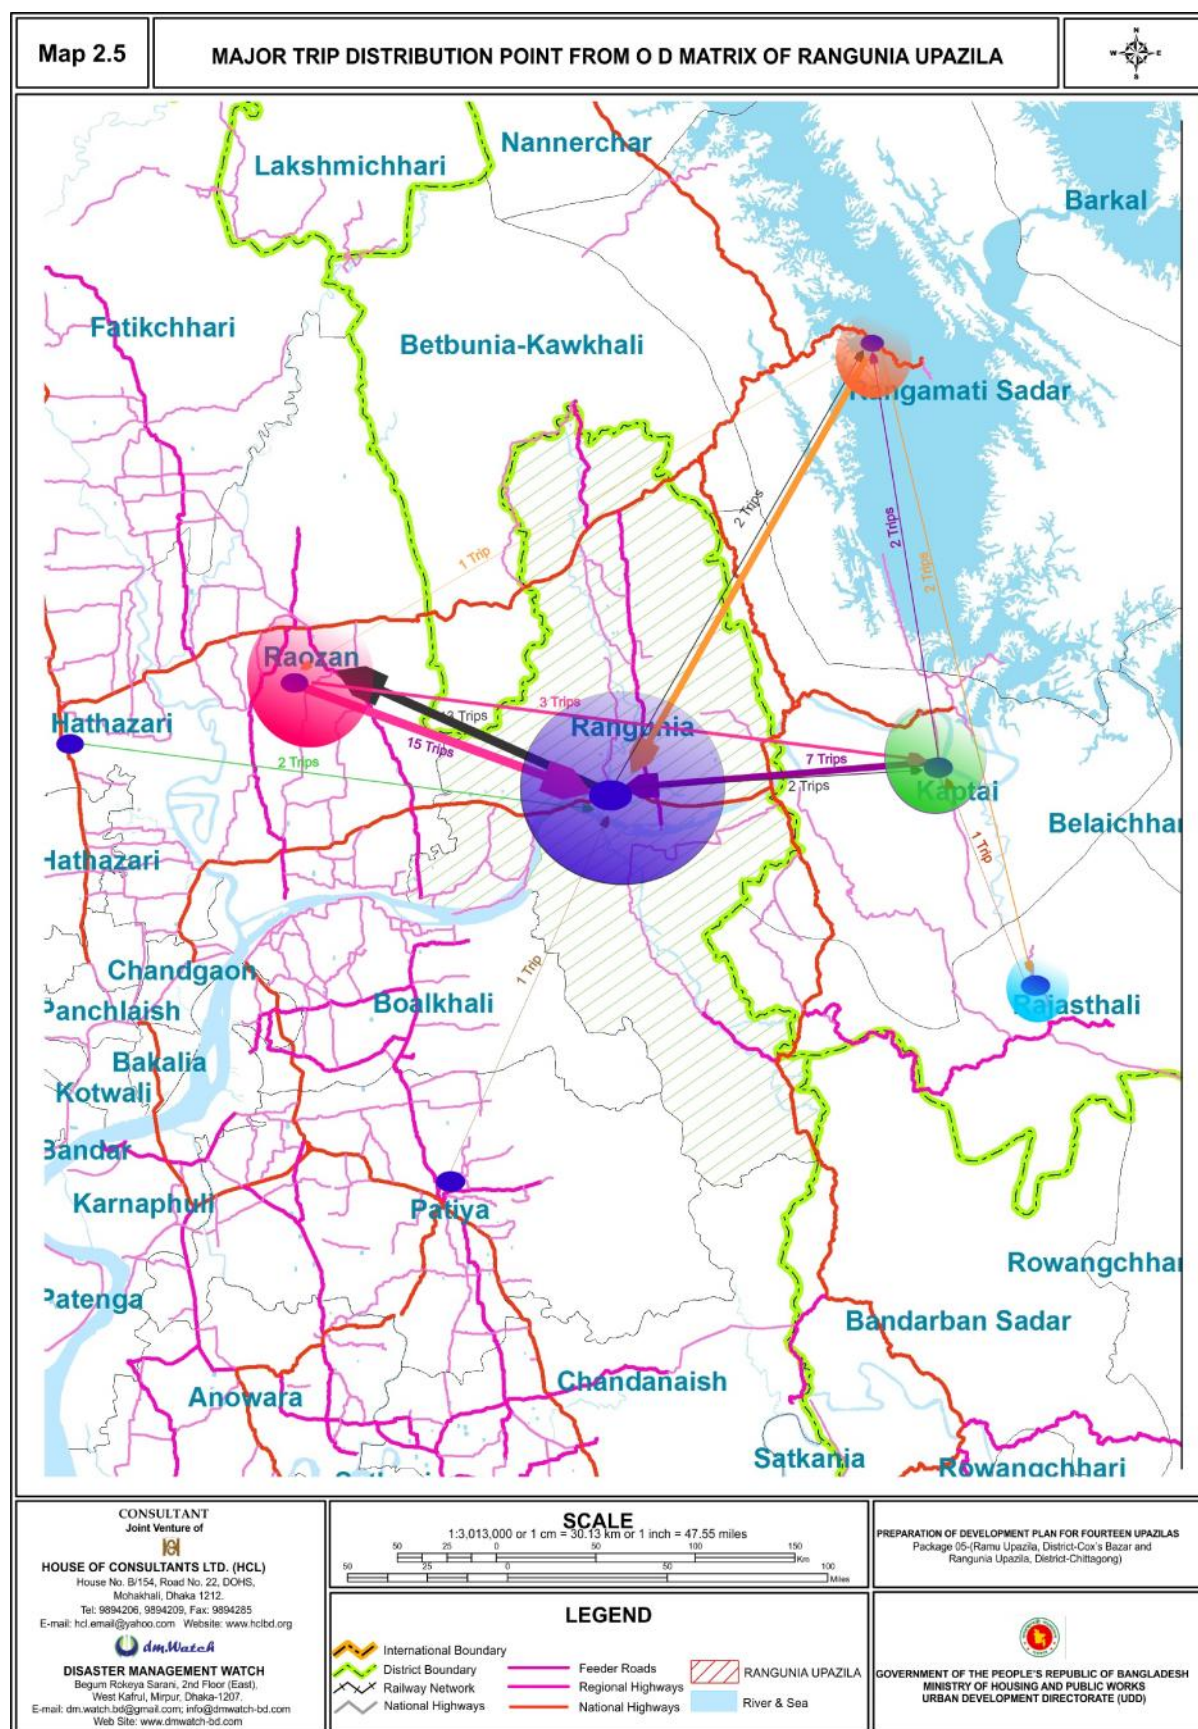 Map 2.5
MAJOR TRIP DISTRIBUTION POINT FROM O D MATRIX OF RANGUNIA UPAZILA
N
W
E
S
Nannerchar
Lakshmichhari
Barkal
Fatikchhari
Betbunia-Kawkhali
Rangamati Sadar
2 Trips
2 Trips
1 Trip
2 Trips
Raozan
Hathazari
3 Trips
13 Trips
Rangunia
15 Trips
2 Trips
7 Trips
2 Trips
Kaptai
Belaichhar
1 Trip
Hathazari
Chandgaon
1 Trip
Panchlaish
Boalkhali
Rajasthali
Bakalia
Kotwali
Bandar
Karnaphuli
Patiya
Rowangchhar
Patenga
Bandarban Sadar
Anowara
Chandanaish
Satkania
Rowangchhari
CONSULTANT
Joint Venture of
HOUSE OF CONSULTANTS LTD. (HCL)
House No. B/154, Road No. 22, DOHS,
Mohakhali, Dhaka 1212.
Tel: 9894206, 9894209, Fax: 9894285
E-mail: hcl.email@yahoo.com Website: www.hclbd.org
dm.Watch
DISASTER MANAGEMENT WATCH
Begum Rokeya Sarani, 2nd Floor (East),
West Kafrul, Mirpur, Dhaka-1207.
E-mail: dm.watch.bd@gmail.com; info@dmwatch-bd.com
Web Site: www.dmwatch-bd.com
SCALE
1:3,013,000 or 1 cm = 30.13 km or 1 inch = 47.55 miles
50 25 0 50 100 150
Km
50 25 0 50 100
Miles
LEGEND
International Boundary
District Boundary
Railway Network
National Highways
Feeder Roads
Regional Highways
National Highways
RANGUNIA UPAZILA
River & Sea
PREPARATION OF DEVELOPMENT PLAN FOR FOURTEEN UPAZILAS
Package 05-(Ramu Upazila, District-Cox's Bazar and
Rangunia Upazila, District-Chittagong)
GOVERNMENT OF THE PEOPLE'S REPUBLIC OF BANGLADESH
MINISTRY OF HOUSING AND PUBLIC WORKS
URBAN DEVELOPMENT DIRECTORATE (UDD)